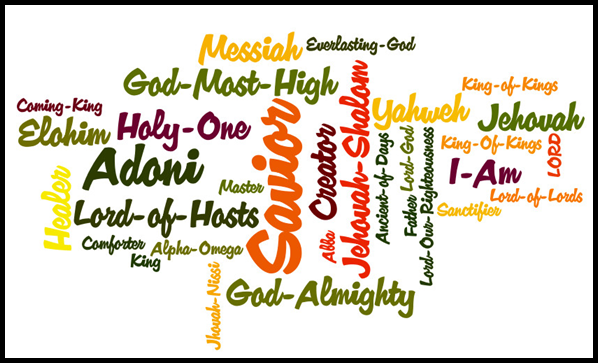 Messiah
Everlasting-God
God-Most-High
King-of-Kings
Coming-King
Elohim
Holy-One
Yahweh
Jehovah
Adoni
Savior
Creator
Jehovah-Shalom
Ancient-of-Days
Lord-God
Father
Lord-Our-Righteousness
King-Of-Kings
LORD
I-Am
Lord-of-Lords
Sanctifier
Healer
Master
Lord-of-Hosts
Comforter
King
Alpha-Omega
Abba
Jhovah-Nissi
God-Almighty